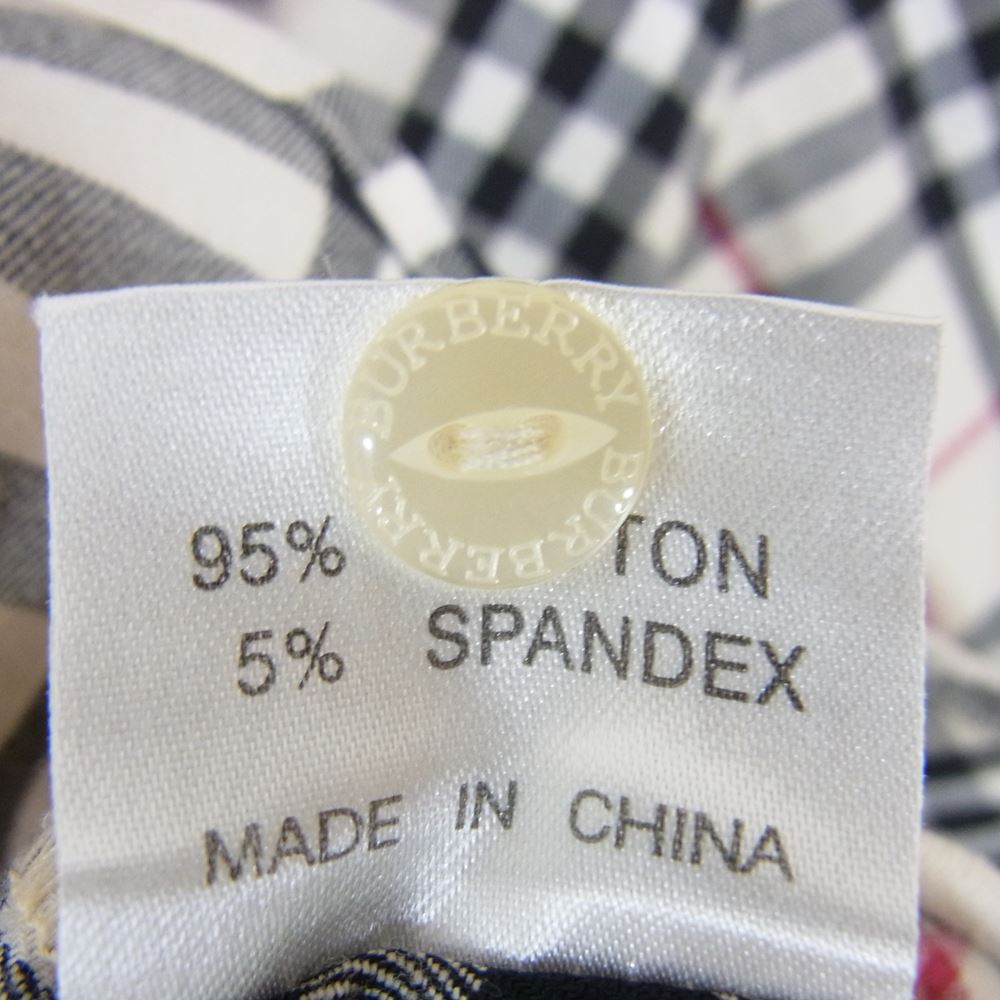 BURBERRY BURBERRY
95% TON
5% SPANDEX
MADE IN CHINA